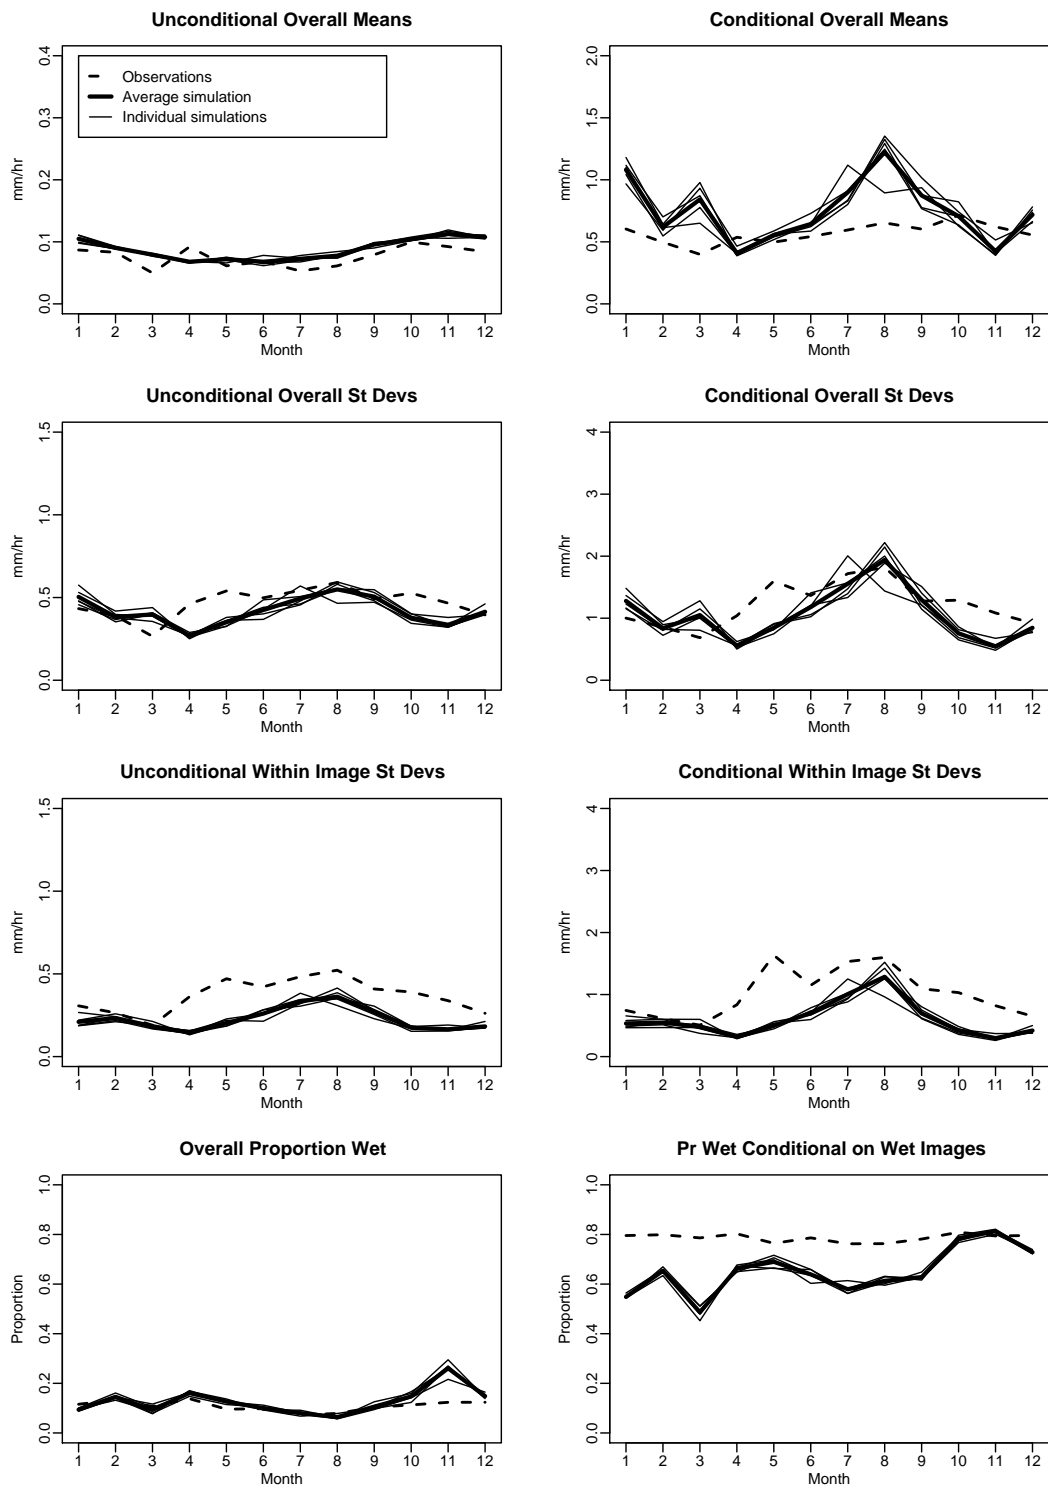 Unconditional Overall Means
0.0 0.1 0.2 0.3 0.4
mm/hr
Observations
Average simulation
Individual simulations
1 2 3 4 5 6 7 8 9 10 11 12
Month
Conditional Overall Means
0.0 0.5 1.0 1.5 2.0
mm/hr
1 2 3 4 5 6 7 8 9 10 11 12
Month
Unconditional Overall St Devs
0.0 0.5 1.0 1.5
mm/hr
1 2 3 4 5 6 7 8 9 10 11 12
Month
Conditional Overall St Devs
0 1 2 3 4
mm/hr
1 2 3 4 5 6 7 8 9 10 11 12
Month
Unconditional Within Image St Devs
0.0 0.5 1.0 1.5
mm/hr
1 2 3 4 5 6 7 8 9 10 11 12
Month
Conditional Within Image St Devs
0 1 2 3 4
mm/hr
1 2 3 4 5 6 7 8 9 10 11 12
Month
Overall Proportion Wet
0.0 0.2 0.4 0.6 0.8 1.0
Proportion
1 2 3 4 5 6 7 8 9 10 11 12
Month
Pr Wet Conditional on Wet Images
0.0 0.2 0.4 0.6 0.8 1.0
Proportion
1 2 3 4 5 6 7 8 9 10 11 12
Month